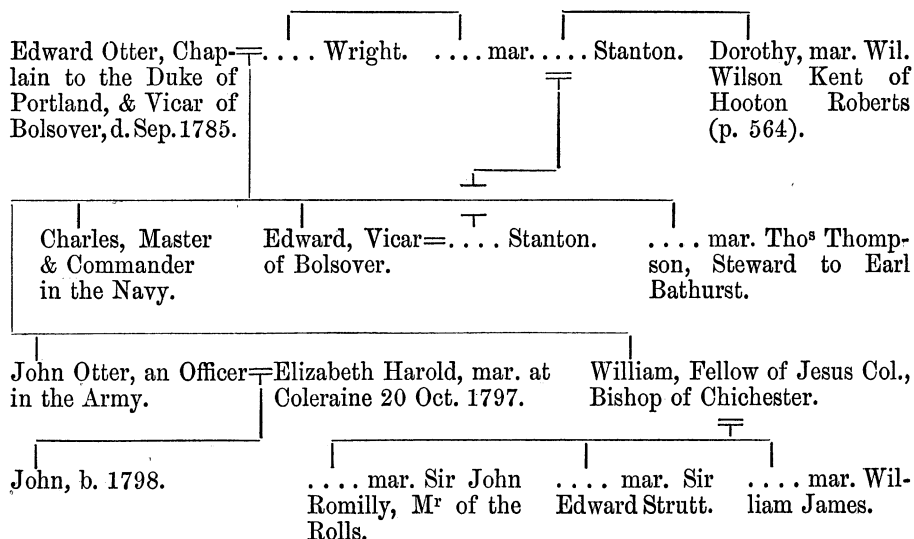 Edward Otter, Chap-
lain to the Duke of
Portland, & Vicar of
Bolsover, d. Sep. 1785.
.... Wright.
.... mar. .... Stanton.
Dorothy, mar. Wil.
Wilson Kent of
Hooton Roberts
(p. 564).
Charles, Master
& Commander
in the Navy.
Edward, Vicar=.... Stanton.
of Bolsover.
.... mar. Thoˢ Thomp-
son, Steward to Earl
Bathurst.
John Otter, an Officer
in the Army.
Elizabeth Harold, mar. at
Coleraine 20 Oct. 1797.
William, Fellow of Jesus Col.,
Bishop of Chichester.
John, b. 1798.
.... mar. Sir John
Romilly, Mʳ of the
Rolls.
.... mar. Sir
Edward Strutt.
.... mar. Wil-
liam James.